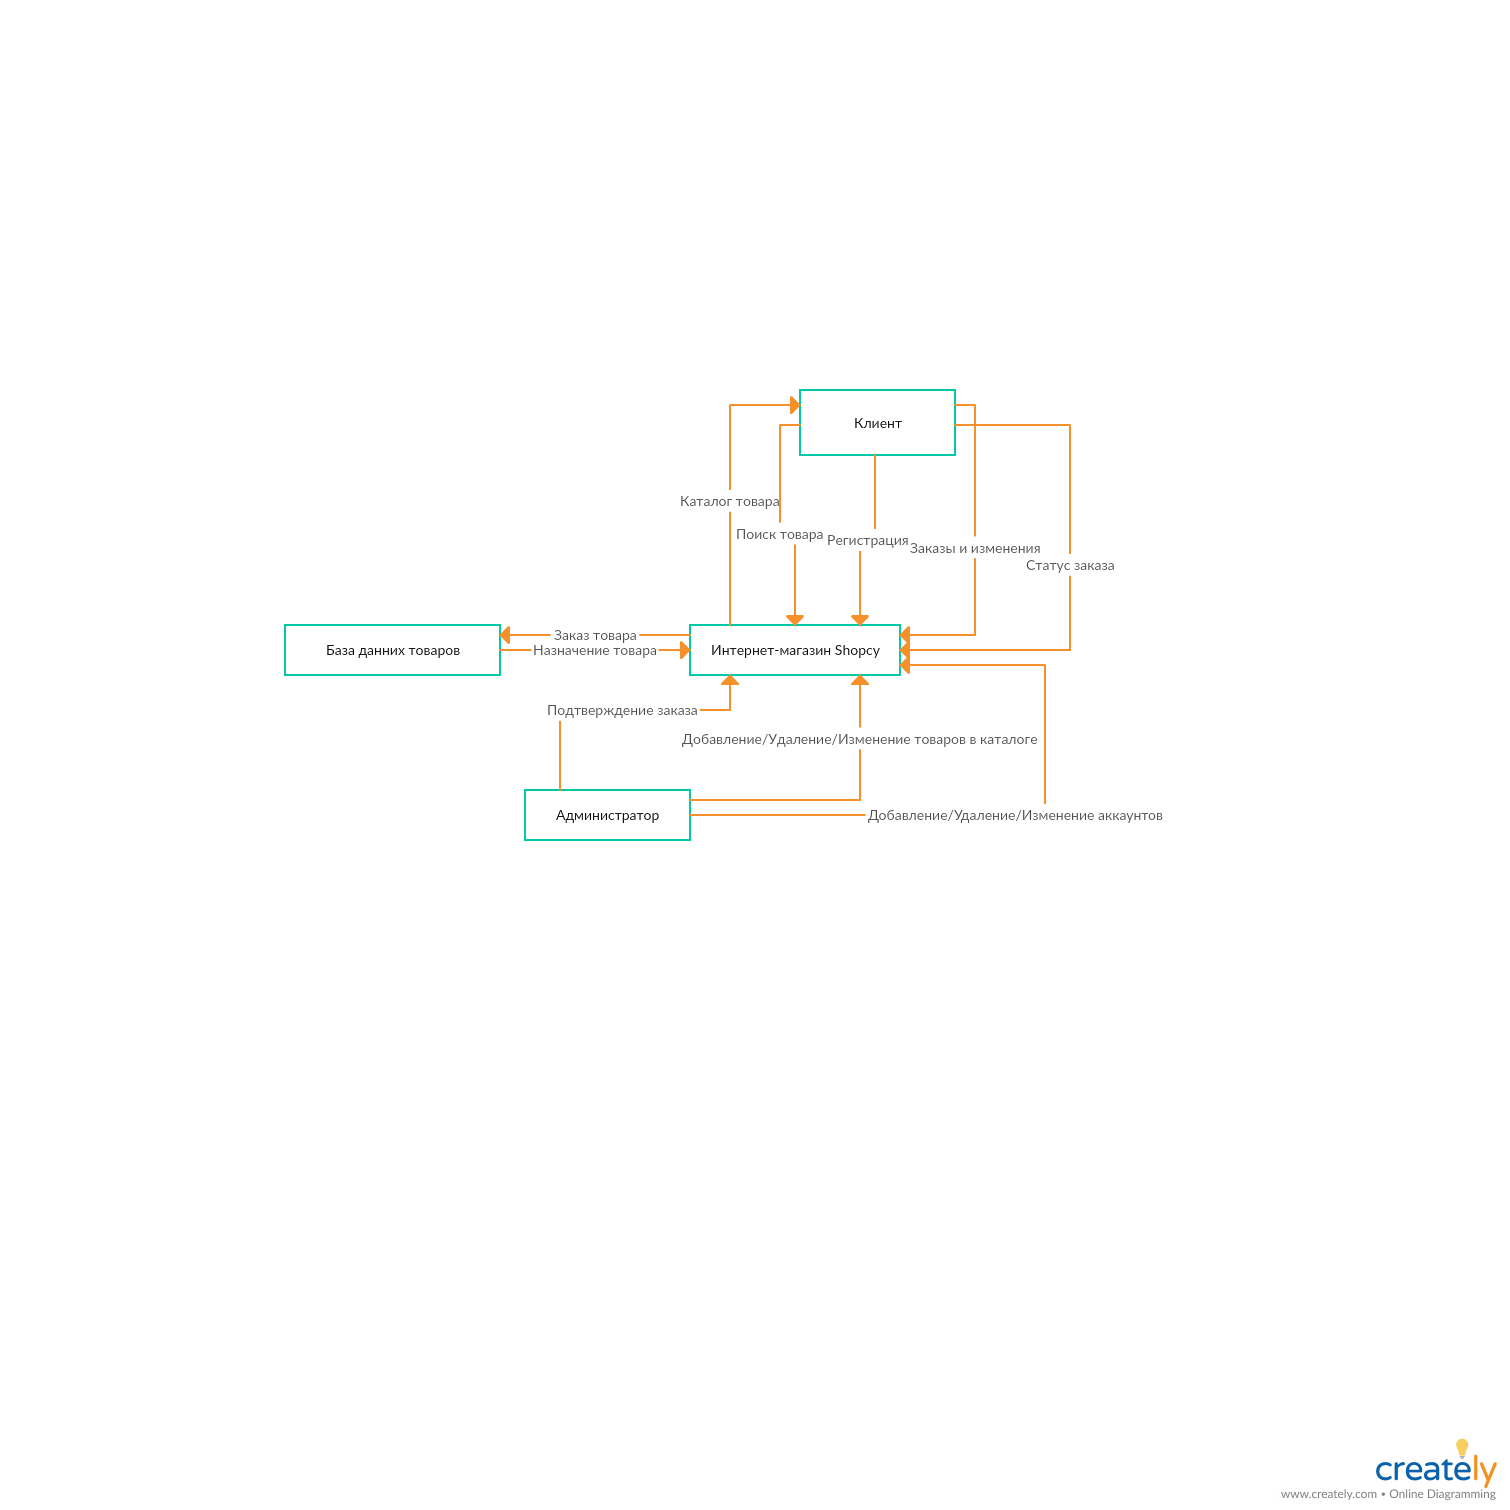 Клиент
Каталог товара
Поиск товара
Регистрация
Заказы и изменения
Статус заказа
Заказ товара
База данних товаров
Назначение товара
Интернет-магазин Shopcy
Подтверждение заказа
Добавление/Удаление/Изменение товаров в каталоге
Администратор
Добавление/Удаление/Изменение аккаунтов
creately
www.creately.com • Online Diagramming